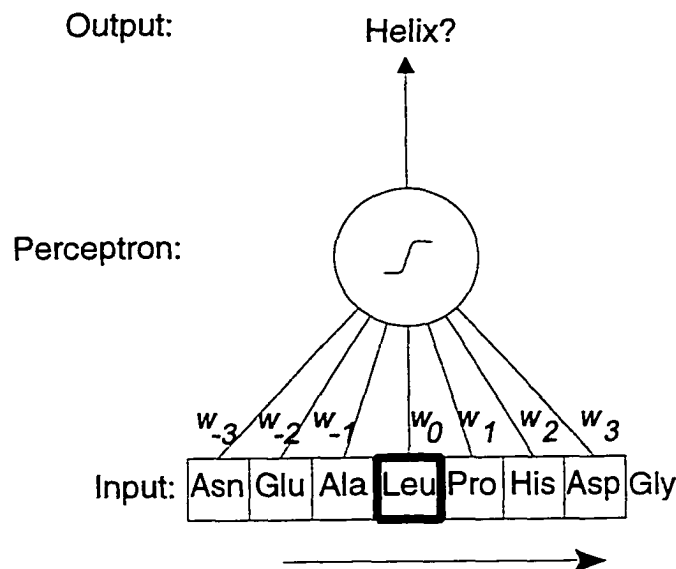 Output: Helix?
Perceptron:
w-3 w-2 w-1 w0 w1 w2 w3
Input: Asn Glu Ala Leu Pro His Asp Gly